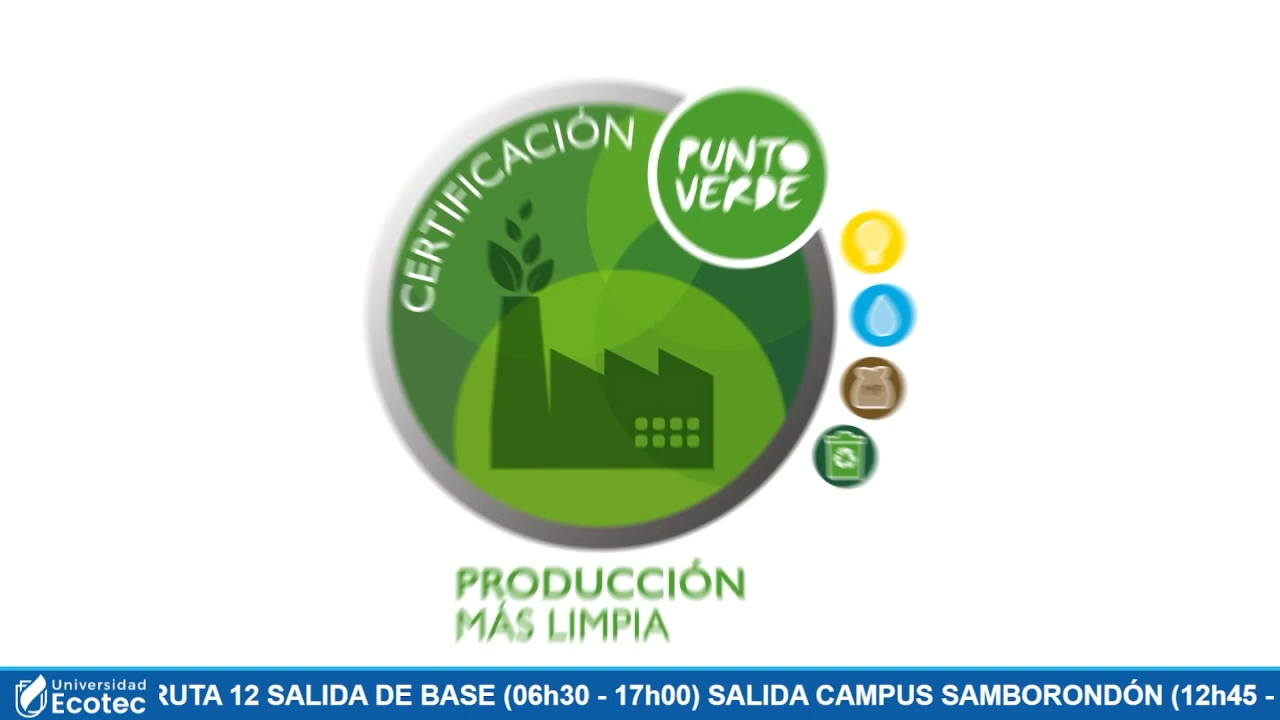 CERTIFICACIÓN
PUNTO
VERDE
PRODUCCIÓN
MÁS LIMPIA
Universidad
Ecotec
RUTA 12 SALIDA DE BASE (06h30 - 17h00) SALIDA CAMPUS SAMBORONDÓN (12h45 -